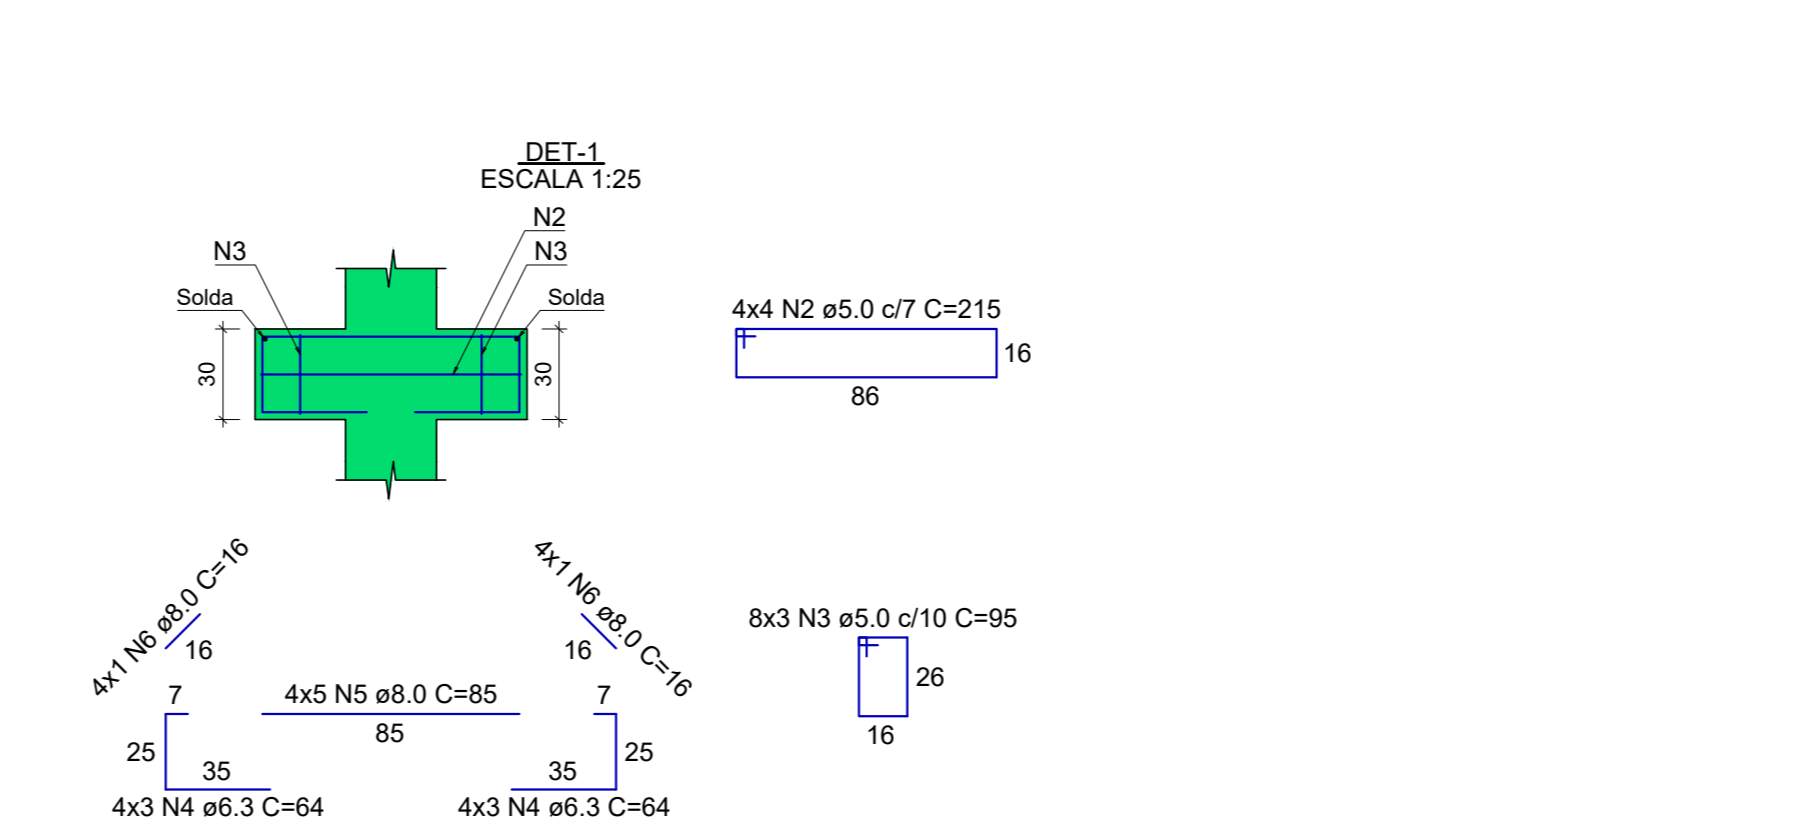 DET-1
ESCALA 1:25
N2
N3
N3
Solda
Solda
30
30
4x4 N2 ø5.0 c/7 C=215
16
86
4x1 N6 ø8.0 C=16
16
4x1 N6 ø8.0 C=16
16
8x3 N3 ø5.0 c/10 C=95
26
16
7
4x5 N5 ø8.0 C=85
85
7
25
25
35
35
4x3 N4 ø6.3 C=64
4x3 N4 ø6.3 C=64